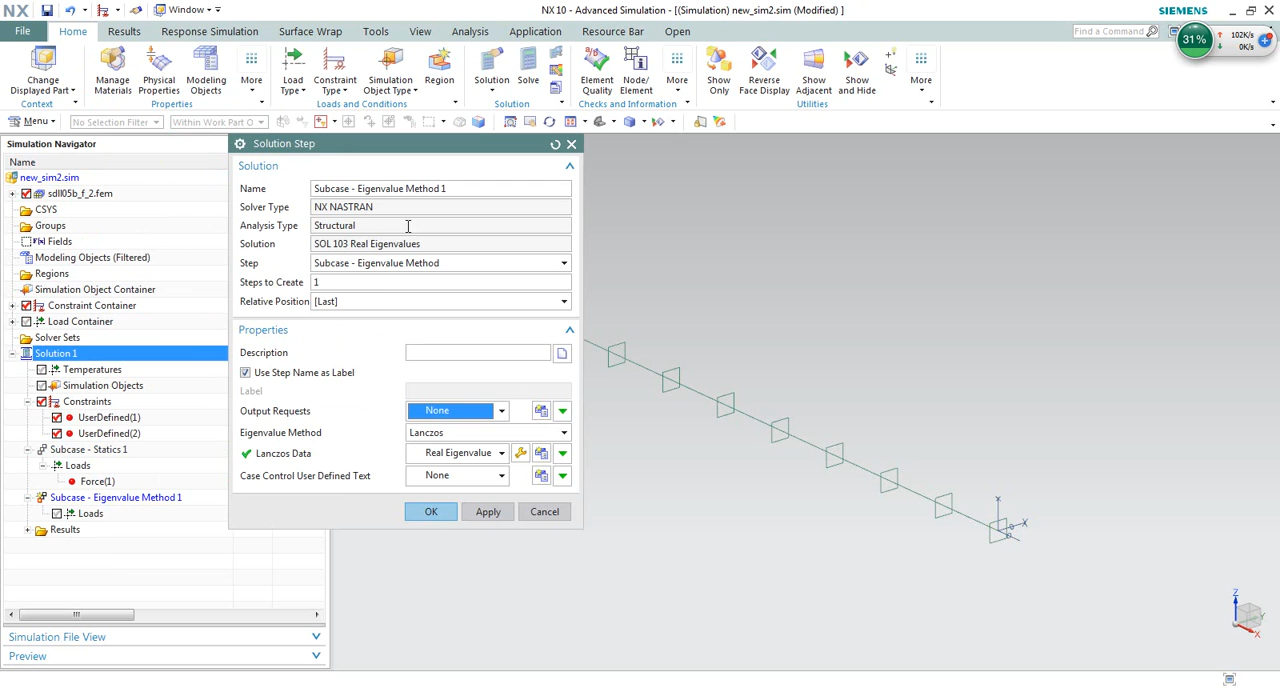 NX
Window
NX 10 - Advanced Simulation - [(Simulation) new_sim2.sim (Modified) ]
SIEMENS
File
Home
Results
Response Simulation
Surface Wrap
Tools
View
Analysis
Application
Resource Bar
Open
Find a Command
31%
102K/s
0K/s
Change
Displayed Part
Manage
Materials
Physical
Properties
Modeling
Objects
More
Load
Type
Constraint
Type
Simulation
Object Type
Region
Solution
Solve
Element
Quality
Node/
Element
More
Show
Only
Reverse
Face Display
Show
Adjacent
Show
and Hide
More
Context
Properties
Loads and Conditions
Solution
Checks and Information
Utilities
Menu
No Selection Filter
Within Work Part O
Simulation Navigator
Name
new_sim2.sim
sdll05b_f_2.fem
CSYS
Groups
Fields
Modeling Objects (Filtered)
Regions
Simulation Object Container
Constraint Container
Load Container
Solver Sets
Solution 1
Temperatures
Simulation Objects
Constraints
UserDefined(1)
UserDefined(2)
Subcase - Statics 1
Loads
Force(1)
Subcase - Eigenvalue Method 1
Loads
Results
Simulation File View
Preview
Solution Step
Solution
Name
Subcase - Eigenvalue Method 1
Solver Type
NX NASTRAN
Analysis Type
Structural
Solution
SOL 103 Real Eigenvalues
Step
Subcase - Eigenvalue Method
Steps to Create
1
Relative Position
[Last]
Properties
Description
Use Step Name as Label
Label
Output Requests
None
Eigenvalue Method
Lanczos
Lanczos Data
Real Eigenvalue
Case Control User Defined Text
None
OK
Apply
Cancel
X
X
Z
Y
X